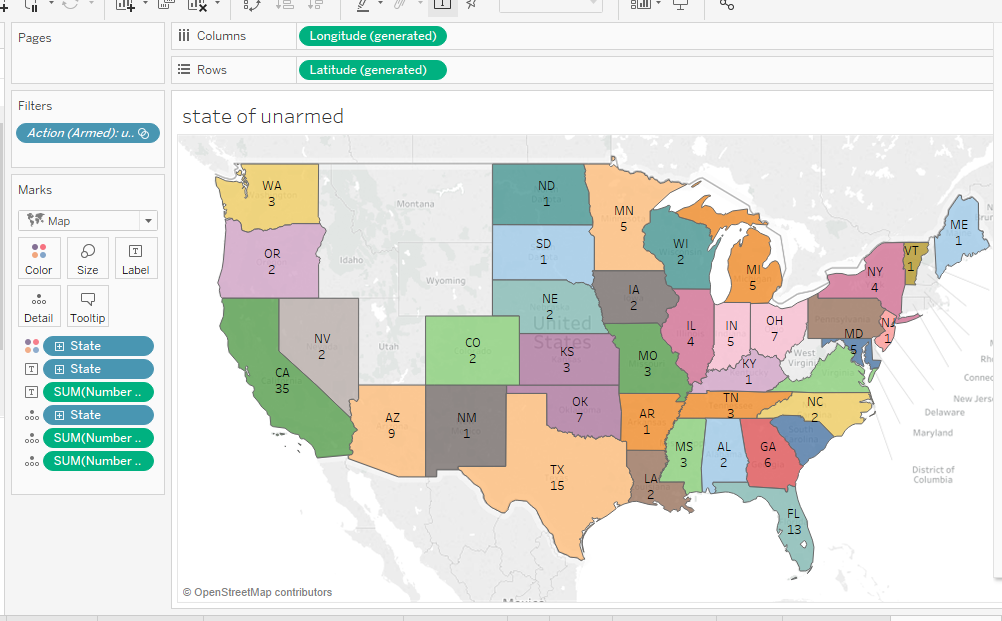 Pages
Columns
Longitude (generated)
Rows
Latitude (generated)
Filters
Action (Armed): u..
Marks
Map
Color
Size
Label
Detail
Tooltip
State
State
SUM(Number ..
State
SUM(Number ..
SUM(Number ..
state of unarmed
WA
3
Montana
ND
1
MN
5
ME
1
OR
2
Idaho
SD
1
WI
2
MI
5
VT
1
NY
4
Wyoming
NE
2
IA
2
NV
2
Utah
CO
2
United
States
KS
3
MO
3
IL
4
IN
5
OH
7
Pennsylvania
MD
5
NJ
1
West
Virginia
KY
1
CA
35
AZ
9
NM
1
OK
7
AR
1
TN
3
NC
2
TX
15
LA
2
MS
3
AL
2
GA
6
FL
13
Connec
New Jers
Delaware
Maryland
District of
Columbia
© OpenStreetMap contributors